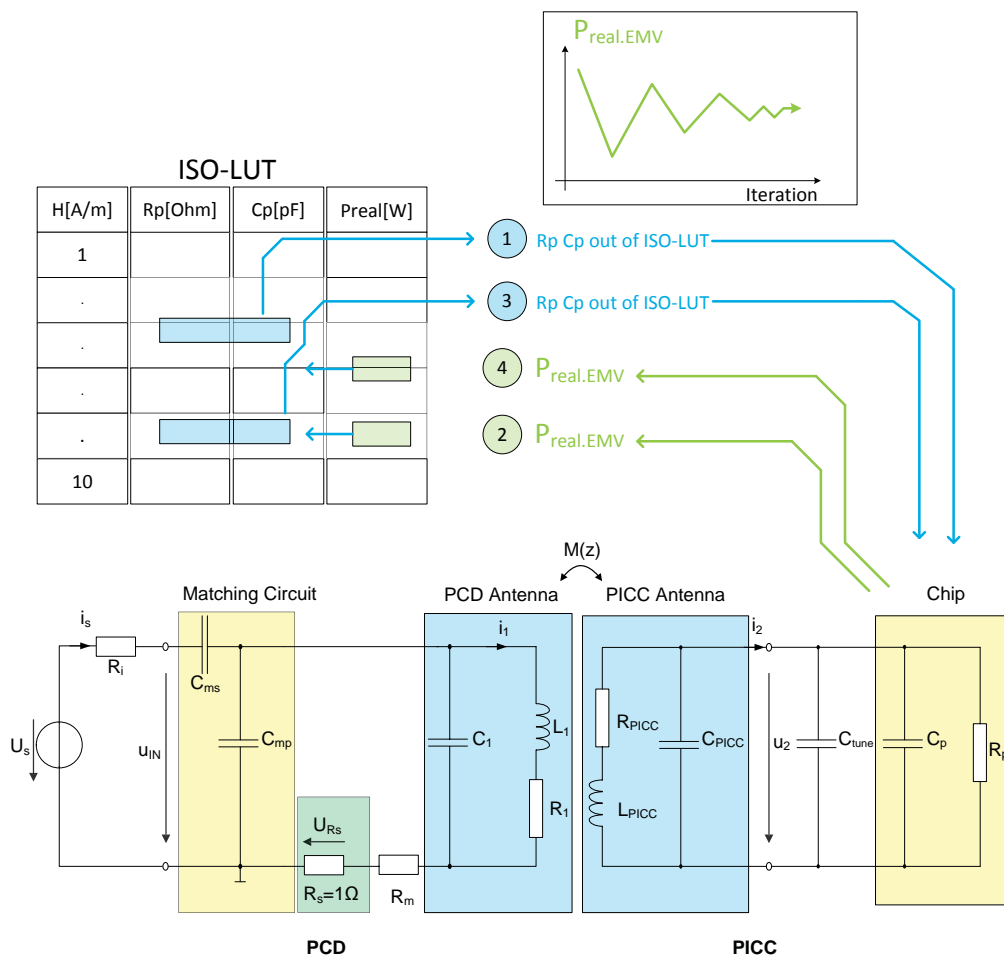 P_real.EMV
Iteration
ISO-LUT
H[A/m] Rp[Ohm] Cp[pF] Preal[W]
1
.
.
.
.
10
1 Rp Cp out of ISO-LUT
3 Rp Cp out of ISO-LUT
4 P_real.EMV
2 P_real.EMV
M(z)
Matching Circuit PCD Antenna PICC Antenna Chip
i_s i_1 i_2
R_i C_ms
U_s u_IN C_mp C_1 L_1 R_PICC C_PICC u_2 C_tune C_p R_p
R_1 L_PICC
U_Rs
R_s=1Ω R_m
PCD PICC